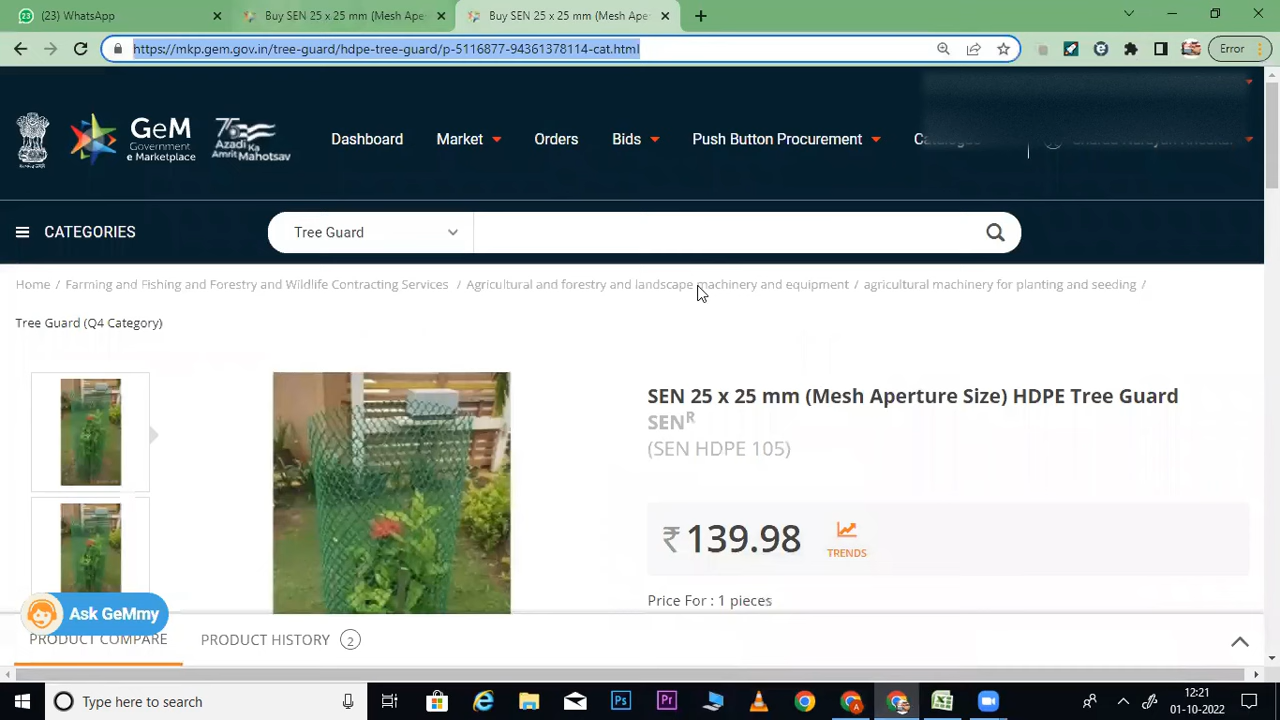 (23) WhatsApp
Buy SEN 25 x 25 mm (Mesh Ape
Buy SEN 25 x 25 mm (Mesh Ape
https://mkp.gem.gov.in/tree-guard/hdpe-tree-guard/p-5116877-94361378114-cat.html
Error
GeM
Government
e Marketplace
Azadi Ka
Amrit Mahotsav
Dashboard
Market
Orders
Bids
Push Button Procurement
CATEGORIES
Tree Guard
Home / Farming and Fishing and Forestry and Wildlife Contracting Services / Agricultural and forestry and landscape machinery and equipment / agricultural machinery for planting and seeding /
Tree Guard (Q4 Category)
SEN 25 x 25 mm (Mesh Aperture Size) HDPE Tree Guard
SENR
(SEN HDPE 105)
₹ 139.98
TRENDS
Price For : 1 pieces
Ask GeMmy
PRODUCT COMPARE
PRODUCT HISTORY 2
Type here to search
Ps
Pr
12:21
01-10-2022